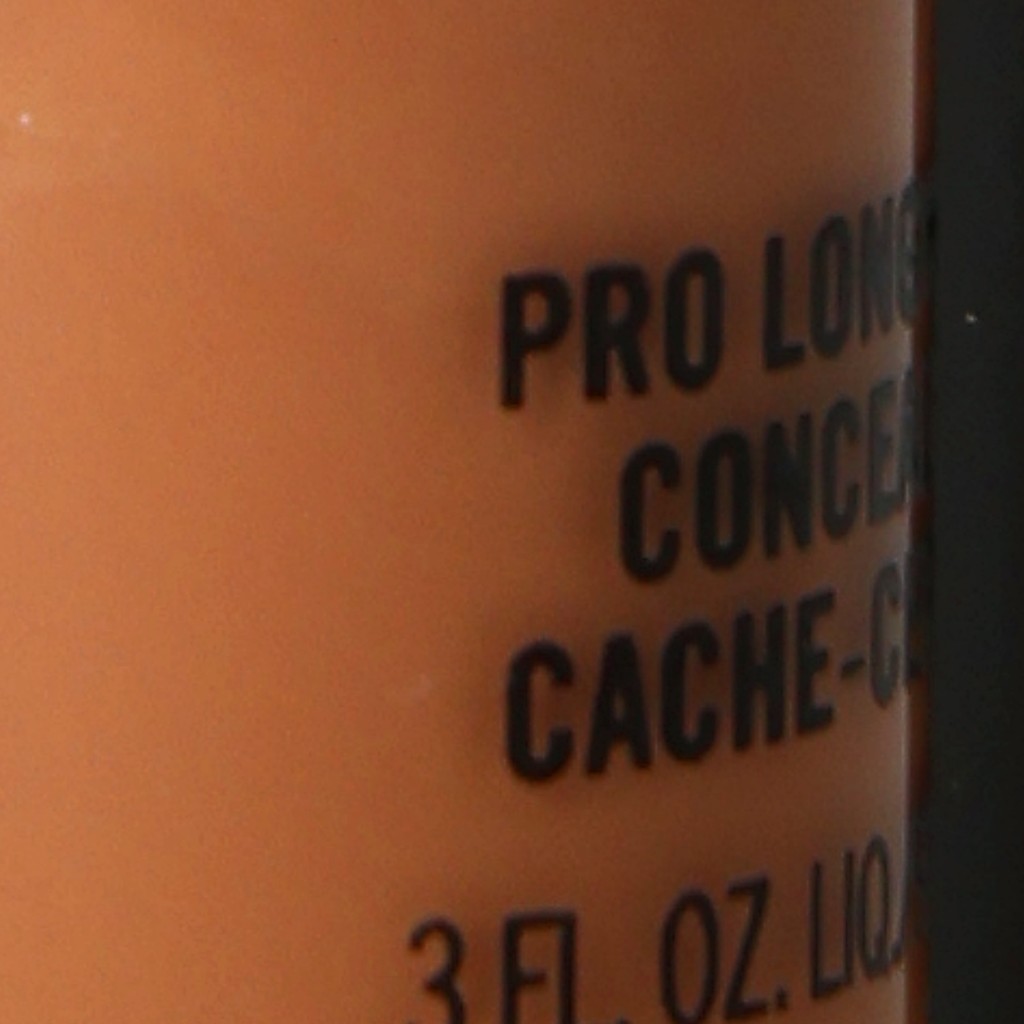 PRO LONG
CONCEA
CACHE-C
3 FL. OZ. LIQ.